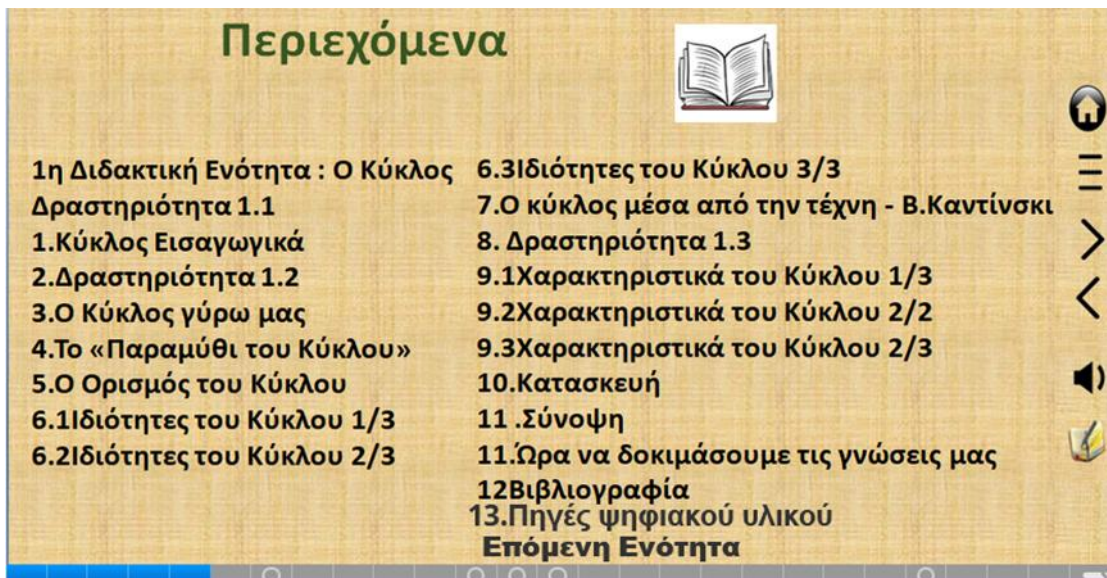 Περιεχόμενα
1η Διδακτική Ενότητα : Ο Κύκλος
Δραστηριότητα 1.1
1.Κύκλος Εισαγωγικά
2.Δραστηριότητα 1.2
3.Ο Κύκλος γύρω μας
4.Το «Παραμύθι του Κύκλου»
5.Ο Ορισμός του Κύκλου
6.1Ιδιότητες του Κύκλου 1/3
6.2Ιδιότητες του Κύκλου 2/3
6.3Ιδιότητες του Κύκλου 3/3
7.Ο κύκλος μέσα από την τέχνη - Β.Καντίνσκι
8. Δραστηριότητα 1.3
9.1Χαρακτηριστικά του Κύκλου 1/3
9.2Χαρακτηριστικά του Κύκλου 2/2
9.3Χαρακτηριστικά του Κύκλου 2/3
10.Κατασκευή
11 .Σύνοψη
11.Ώρα να δοκιμάσουμε τις γνώσεις μας
12Βιβλιογραφία
13.Πηγές ψηφιακού υλικού
Επόμενη Ενότητα